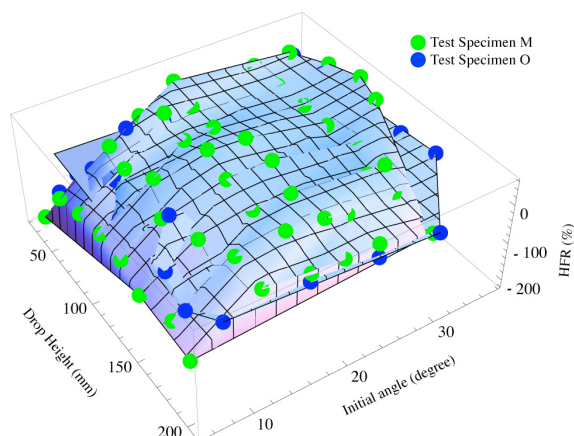 Test Specimen M
Test Specimen O
0
- 100
- 200
HFR (%)
50
100
150
200
Drop Height (mm)
10
20
30
Initial angle (degree)